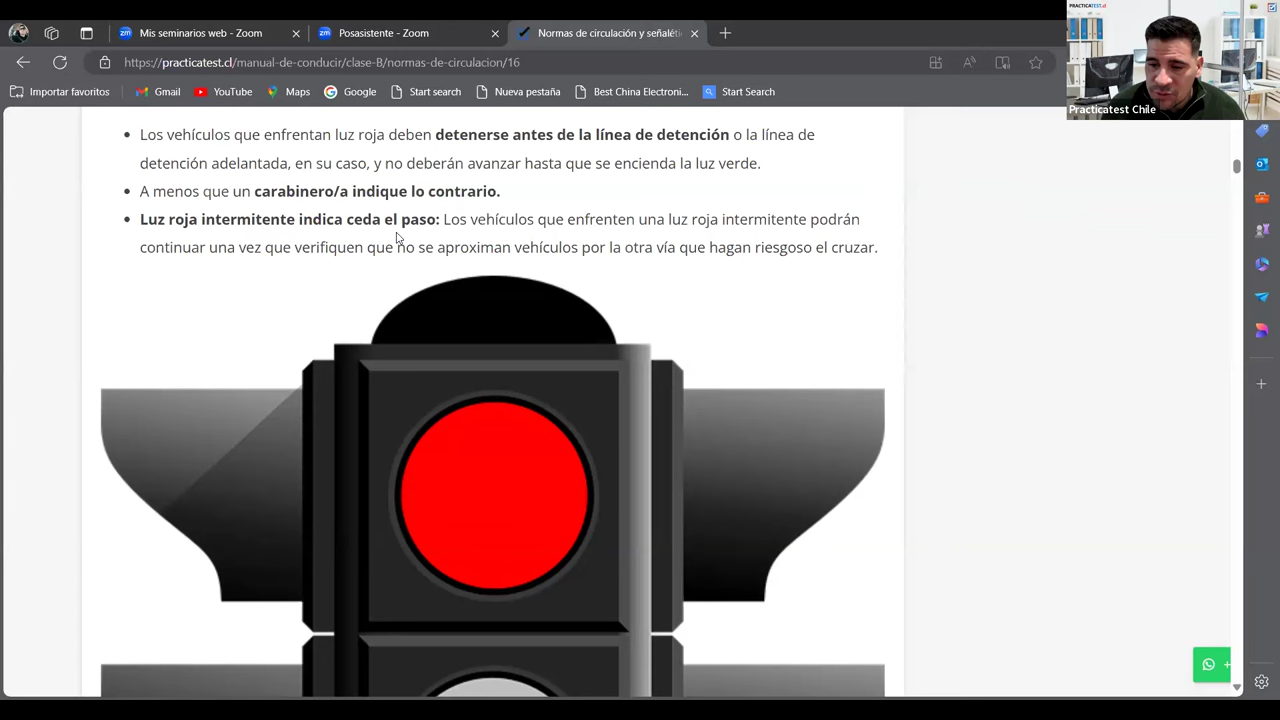 PRACTICATEST.cl
Mis seminarios web - Zoom
Posasistente - Zoom
Normas de circulación y señaléti
https://practicatest.cl/manual-de-conducir/clase-B/normas-de-circulacion/16
Importar favoritos
Gmail
YouTube
Maps
Google
Start search
Nueva pestaña
Best China Electroni...
Start Search
Practicatest Chile
Los vehículos que enfrentan luz roja deben detenerse antes de la línea de detención o la línea de
detención adelantada, en su caso, y no deberán avanzar hasta que se encienda la luz verde.
A menos que un carabinero/a indique lo contrario.
Luz roja intermitente indica ceda el paso: Los vehículos que enfrenten una luz roja intermitente podrán
continuar una vez que verifiquen que no se aproximan vehículos por la otra vía que hagan riesgoso el cruzar.